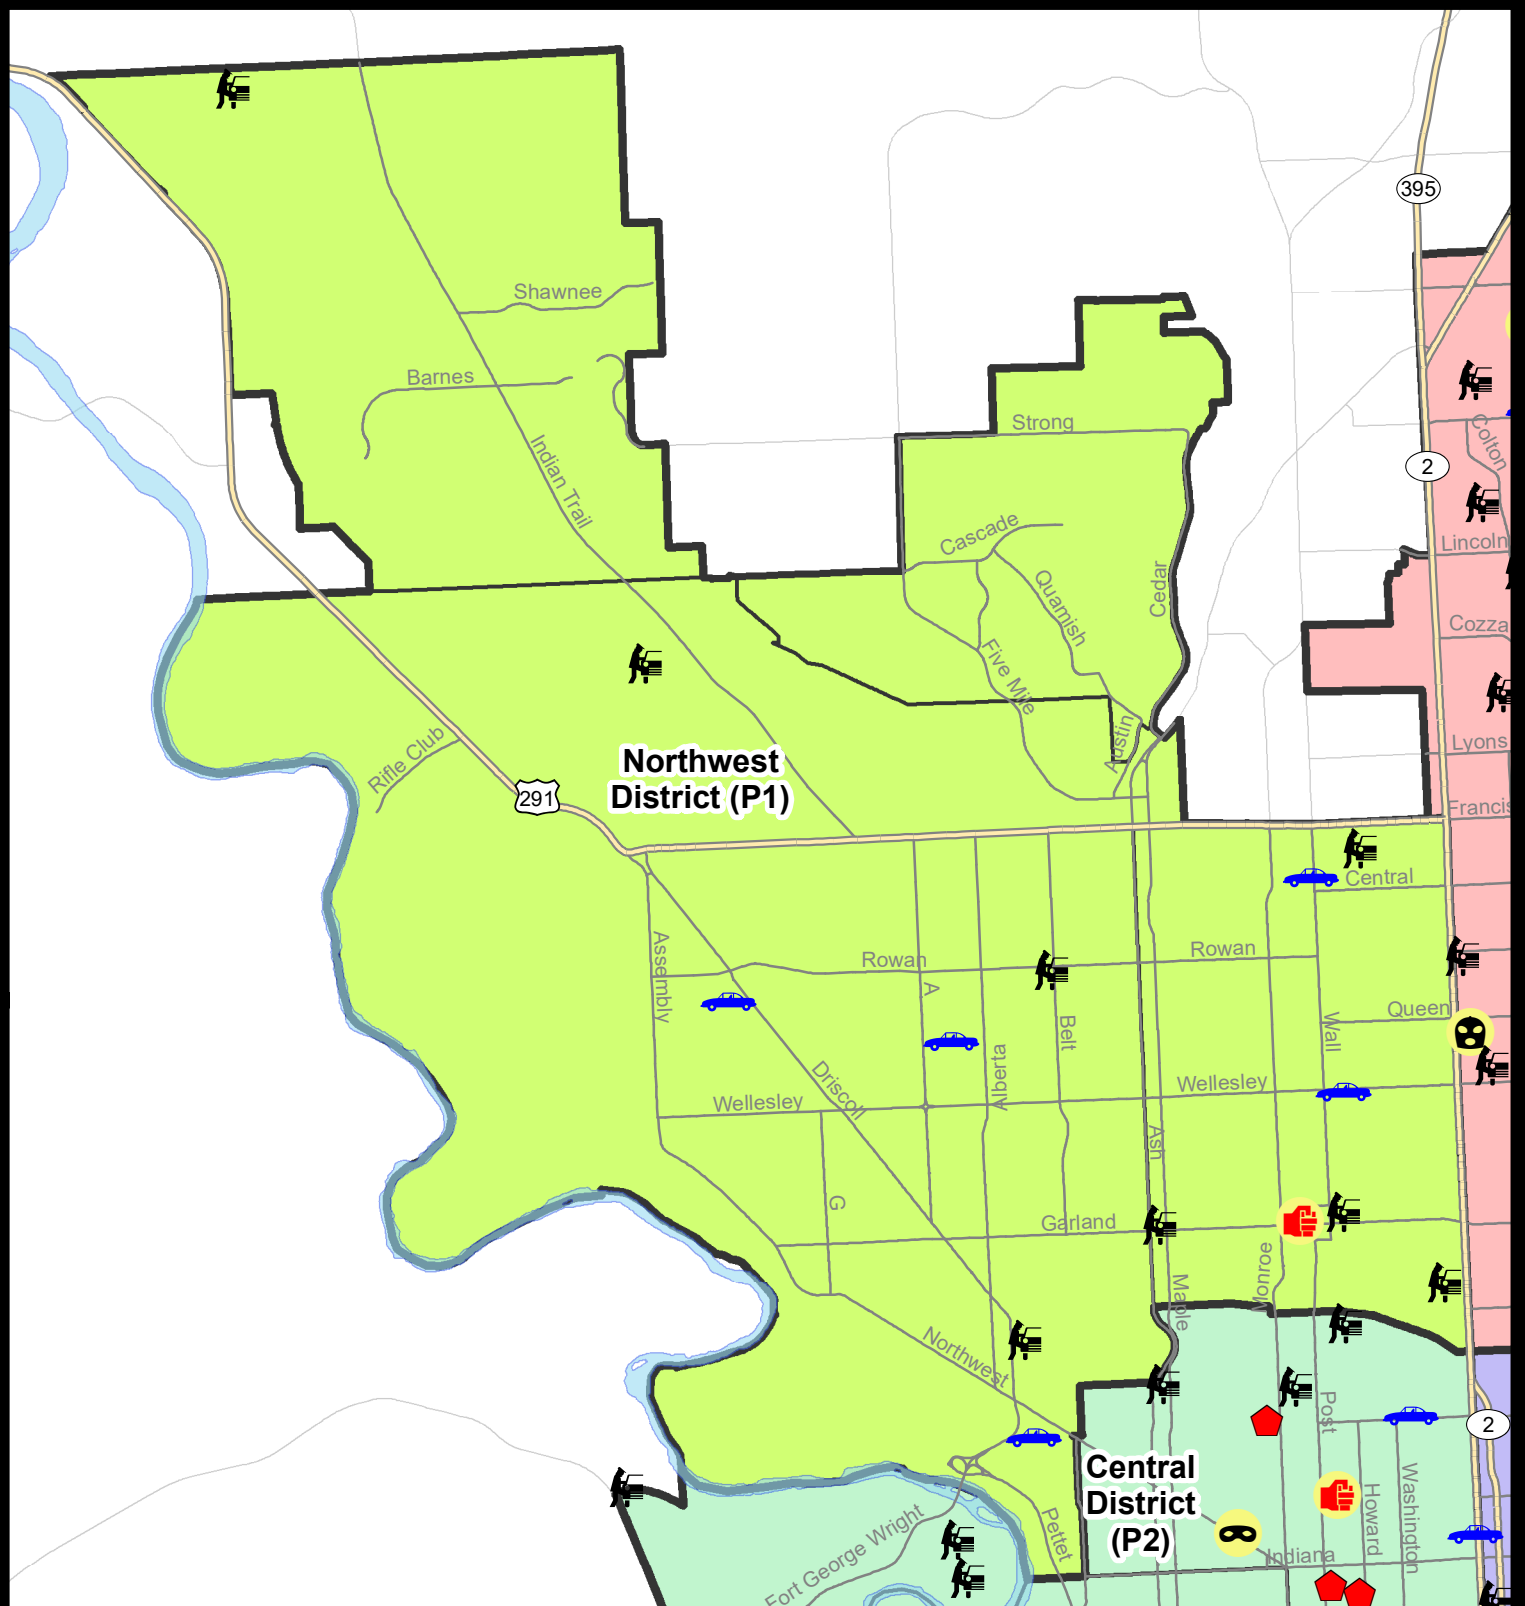 395
Shawnee
Barnes
Strong
Colton
Indian Trail
2
Cascade
Lincoln
Quamish
Cedar
Cozza
Five Mile
Austin
Lyons
Rifle Club
Northwest
District (P1)
291
Francis
Central
Assembly
Rowan
Rowan
A
Queen
Belt
Wall
Alberta
Driscoll
Wellesley
Wellesley
Ash
G
Garland
Monroe
Maple
Northwest
Post
2
Central
District
(P2)
Washington
Howard
Fort George Wright
Pettet
Indiana